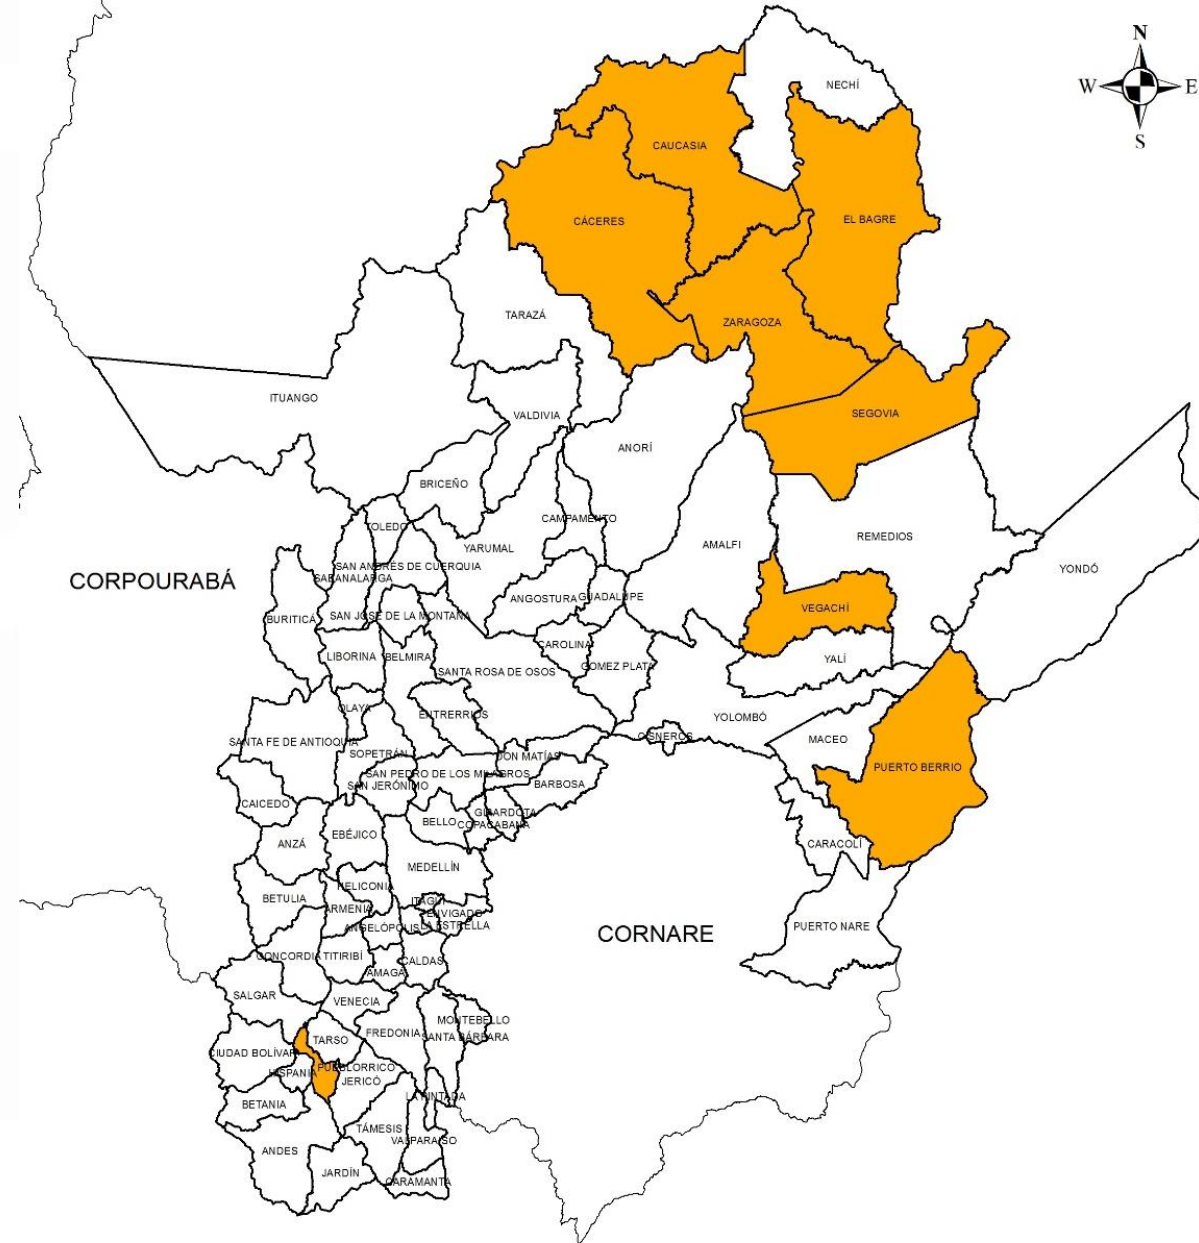 N
W E
S
NECHÍ
CAUCASIA
CÁCERES
EL BAGRE
TARAZÁ
ZARAGOZA
ITUANGO
VALDIVIA
SEGOVIA
ANORÍ
BRICEÑO
CAMPAMENTO
TOLEDO
YARUMAL
AMALFI
REMEDIOS
SAN ANDRÉS DE CUERQUIA
YONDÓ
CORPOURABÁ
SABANALARGA
ANGOSTURA
GUADALUPE
VEGACHÍ
BURITICÁ
SAN JOSÉ DE LA MONTAÑA
CAROLINA
LIBORINA
BELMIRA
YALÍ
SANTA ROSA DE OSOS
GOMEZ PLATA
OLAYA
ENTRERRIOS
YOLOMBÓ
CISNEROS
MACEO
SANTA FE DE ANTIOQUIA
SOPETRÁN
DON MATÍAS
PUERTO BERRIO
SAN PEDRO DE LOS MILAGROS
SAN JERÓNIMO
BARBOSA
CAICEDO
GIRARDOTA
BELLO
COPACABANA
EBÉJICO
ANZÁ
CARACOLÍ
MEDELLÍN
HELICONIA
BETULIA
ITAGUI
ARMENIA
ENVIGADO
ANGELÓPOLIS
LA ESTRELLA
PUERTO NARE
CORNARE
CONCORDIA
TITIRIBÍ
CALDAS
AMAGÁ
SALGAR
VENECIA
MONTEBELLO
FREDONIA
SANTA BÁRBARA
TARSO
CIUDAD BOLÍVAR
PUEBLORRICO
HISPANIA
JERICÓ
LA PINTADA
BETANIA
TÁMESIS
VALPARAISO
ANDES
JARDÍN
CARAMANTA